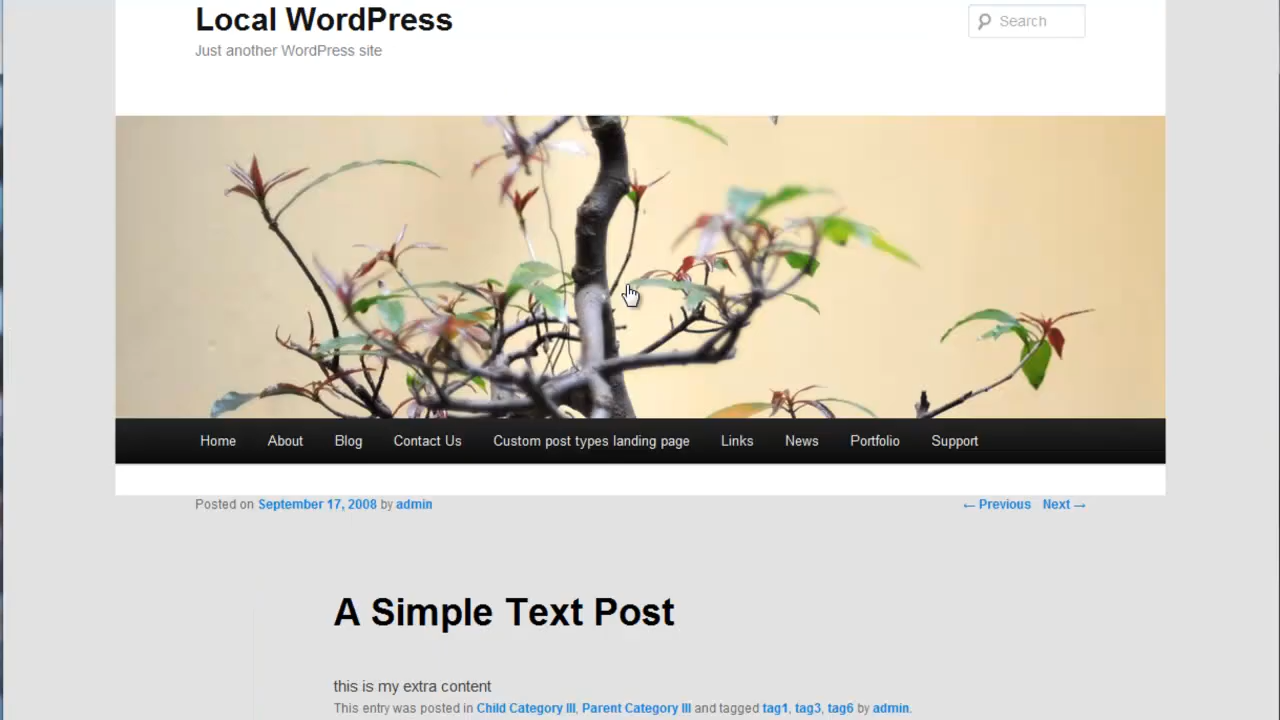 Local WordPress
Search
Just another WordPress site
Home About Blog Contact Us Custom post types landing page Links News Portfolio Support
Posted on September 17, 2008 by admin
← Previous Next →
A Simple Text Post
this is my extra content
This entry was posted in Child Category III, Parent Category III and tagged tag1, tag3, tag6 by admin.